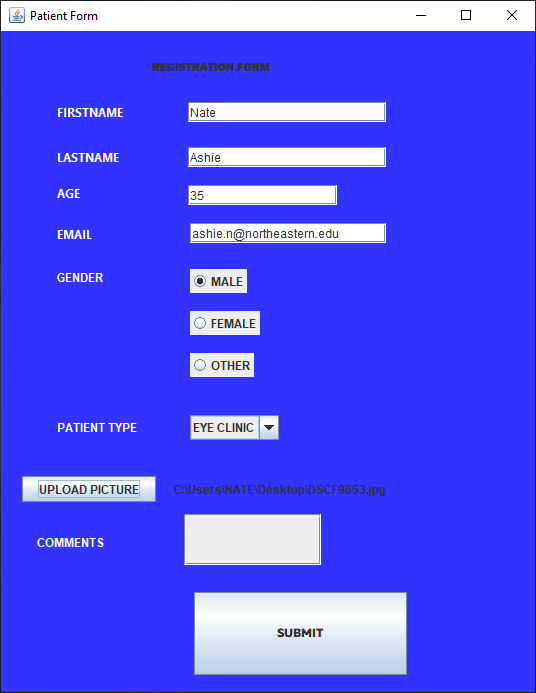 Patient Form
REGISTRATION FORM
FIRSTNAME Nate
LASTNAME Ashie
AGE 35
EMAIL ashie.n@northeastern.edu
GENDER MALE
FEMALE
OTHER
PATIENT TYPE EYE CLINIC
UPLOAD PICTURE C:\Users\NATE\Desktop\DSCF9653.jpg
COMMENTS
SUBMIT